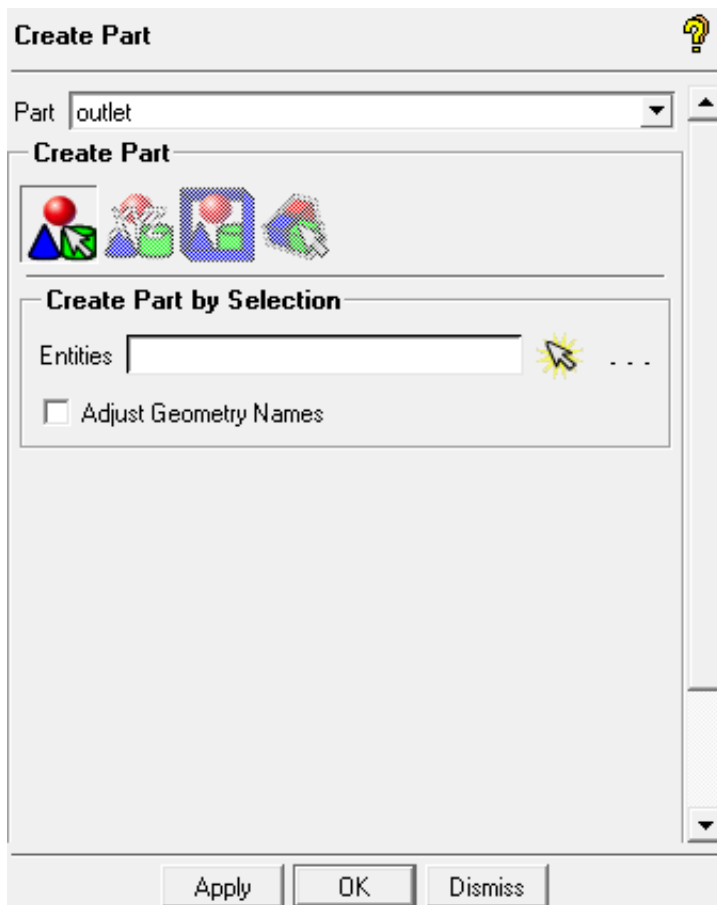 Create Part
Part outlet
Create Part
Create Part by Selection
Entities ...
Adjust Geometry Names
Apply OK Dismiss